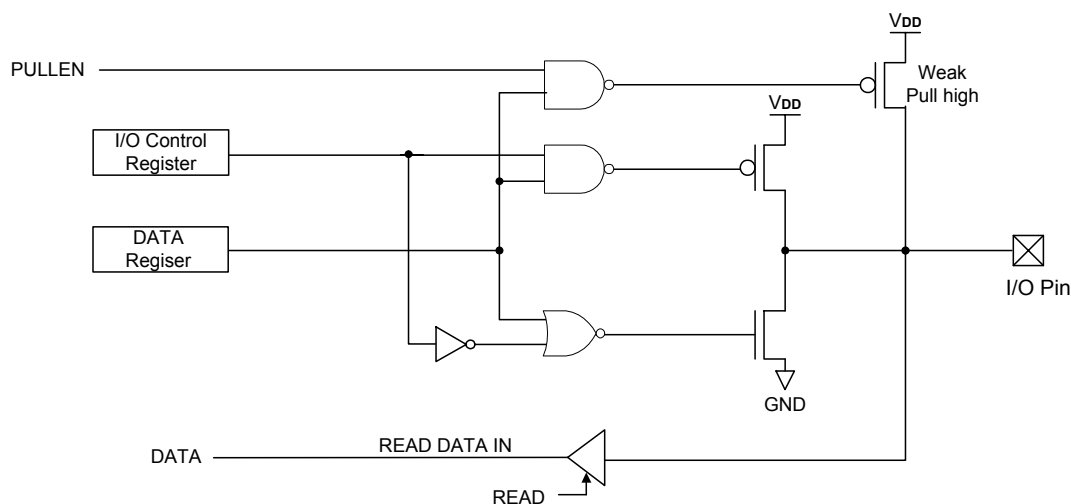 VDD
PULLEN
Weak
Pull high
VDD
I/O Control
Register
DATA
Regiser
I/O Pin
GND
READ DATA IN
DATA
READ